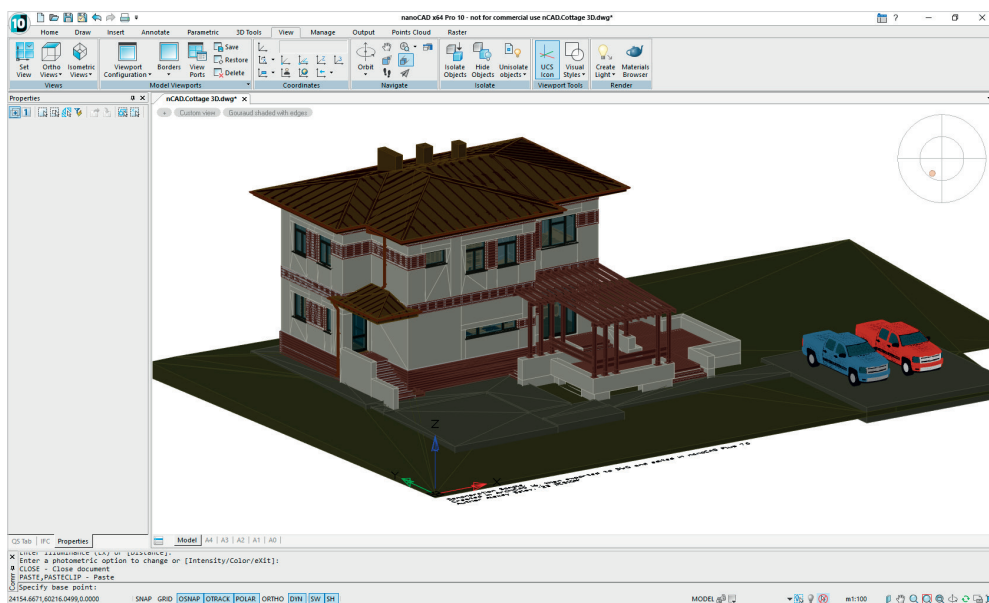 10
nanoCAD x64 Pro 10 - not for commercial use nCAD.Cottage 3D.dwg*
?
Home Draw Insert Annotate Parametric 3D Tools View Manage Output Points Cloud Raster
Set View
Ortho Views
Isometric Views
Views
Viewport Configuration
Borders
View Ports
Save
Restore
Delete
Model Viewports
Coordinates
Orbit
Navigate
Isolate Objects
Hide Objects
Unisolate objects
Isolate
UCS Icon
Visual Styles
Viewport Tools
Create Light
Materials Browser
Render
Properties
nCAD.Cottage 3D.dwg*
Custom view
Gouraud shaded with edges
Z
X
QS Tab IFC Properties
Model A4 A3 A2 A1 A0
Enter illuminance (Lx) or [Distance]:
Enter a photometric option to change or [Intensity/Color/eXit]:
CLOSE - Close document
PASTE,PASTECLIP - Paste
Specify base point:
24154.6671,60216.0499,0.0000 SNAP GRID OSNAP OTRACK POLAR ORTHO DYN SW SH MODEL m1:100